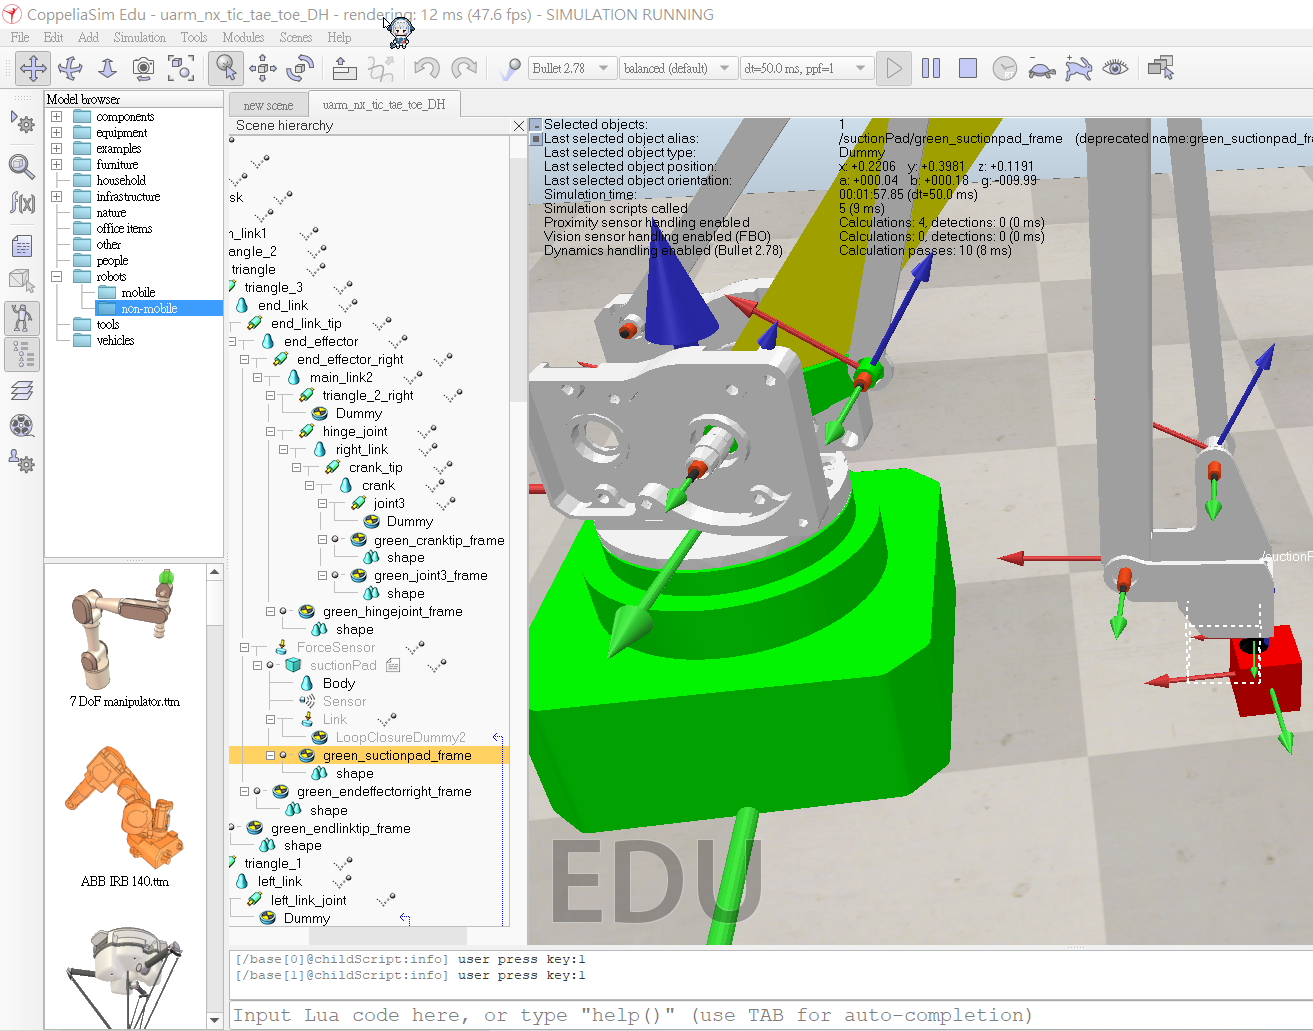 CoppeliaSim Edu - uarm_nx_tic_tae_toe_DH - rendering: 12 ms (47.6 fps) - SIMULATION RUNNING
File Edit Add Simulation Tools Modules Scenes Help
Bullet 2.78 balanced (default) dt=50.0 ms, ppf=1
Model browser
components
equipment
examples
furniture
household
infrastructure
nature
office items
other
people
robots
mobile
non-mobile
tools
vehicles
7 DoF manipulator.ttm
ABB IRB 140.ttm
new scene uarm_nx_tic_tae_toe_DH
Scene hierarchy
sk
n_link1
angle_2
triangle
triangle_3
end_link
end_link_tip
end_effector
end_effector_right
main_link2
triangle_2_right
Dummy
hinge_joint
right_link
crank_tip
crank
joint3
Dummy
green_cranktip_frame
shape
green_joint3_frame
shape
green_hingejoint_frame
shape
ForceSensor
suctionPad
Body
Sensor
Link
LoopClosureDummy2
green_suctionpad_frame
shape
green_endeffectorright_frame
shape
green_endlinktip_frame
shape
triangle_1
left_link
left_link_joint
Dummy
Selected objects: 1
Last selected object alias: /suctionPad/green_suctionpad_frame (deprecated name:green_suctionpad_fr
Last selected object type: Dummy
Last selected object position: x: +0.2206 y: +0.3981 z: +0.1191
Last selected object orientation: a: +000.04 b: +000.18 g: -009.99
Simulation time: 00:01:57.85 (dt=50.0 ms)
Simulation scripts called 5 (9 ms)
Proximity sensor handling enabled Calculations: 4, detections: 0 (0 ms)
Vision sensor handling enabled (FBO) Calculations: 0, detections: 0 (0 ms)
Dynamics handling enabled (Bullet 2.78) Calculation passes: 10 (8 ms)
/suctionP
EDU
[/base[0]@childScript:info] user press key:1
[/base[1]@childScript:info] user press key:1
Input Lua code here, or type "help()" (use TAB for auto-completion)